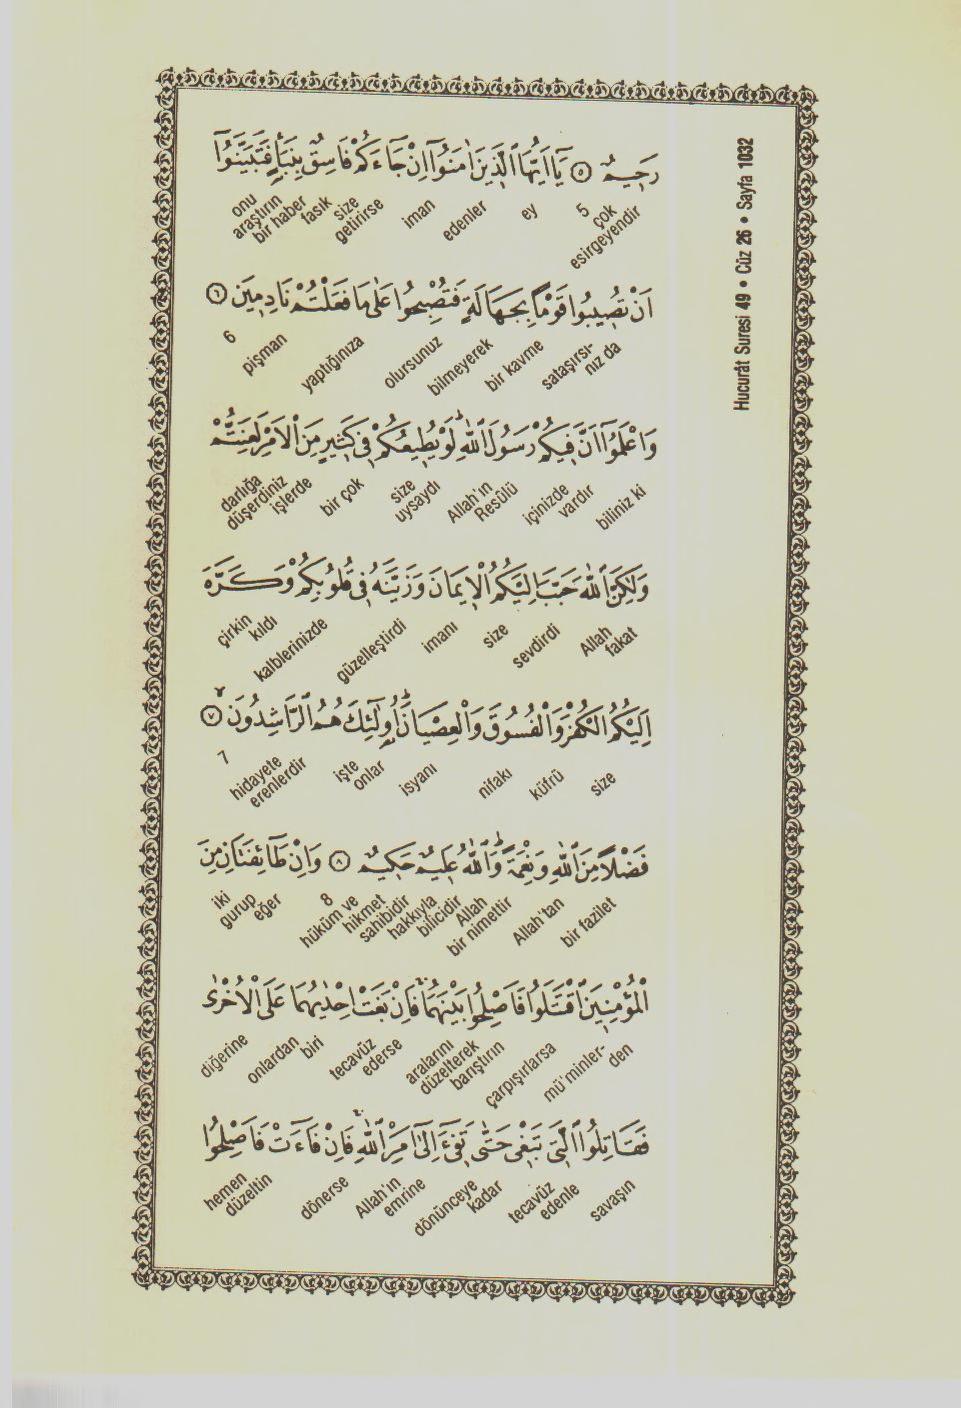 Hucurât Suresi 49 • Cüz 26 • Sayfa 1032
رَحِيمٌ ﴿٥﴾ يَٓا اَيُّهَا الَّذ۪ينَ اٰمَنُٓوا اِنْ جَٓاءَكُمْ فَاسِقٌ بِنَبَأٍ فَتَبَيَّنُٓوا
çok esirgeyendir 5 ey edenler iman size getirirse fasık bir haber onu araştırın
اَنْ تُص۪يبُوا قَوْمًا بِجَهَالَةٍ فَتُصْبِحُوا عَلٰى مَا فَعَلْتُمْ نَادِم۪ينَ ﴿٦﴾
sataşırsı- nız da bir kavme bilmeyerek olursunuz yaptığınıza pişman 6
وَاعْلَمُٓوا اَنَّ ف۪يكُمْ رَسُولَ اللّٰهِ لَوْ يُط۪يعُكُمْ ف۪ي كَث۪يرٍ مِنَ الْاَمْرِ لَعَنِتُّمْ
biliniz ki içinizde vardır Allah'ın Resûlü size uysaydı bir çok işlerde darlığa düşerdiniz
وَلٰكِنَّ اللّٰهَ حَبَّبَ اِلَيْكُمُ الْا۪يمَانَ وَزَيَّنَهُ ف۪ي قُلُوبِكُمْ وَكَرَّهَ
Allah fakat sevdirdi size imanı güzelleştirdi kalblerinizde çirkin kıldı
اِلَيْكُمُ الْكُفْرَ وَالْفُسُوقَ وَالْعِصْيَانَ اُولٰٓئِكَ هُمُ الرَّاشِدُونَ ﴿٧﴾
size küfrü nifakı isyanı işte onlar hidayete erenlerdir 7
فَضْلًا مِنَ اللّٰهِ وَنِعْمَةً وَاللّٰهُ عَل۪يمٌ حَك۪يمٌ ﴿٨﴾ وَاِنْ طَٓائِفَتَانِ مِنَ
bir fazilet Allah'tan bir nimettir Allah hakkıyla bilicidir hüküm ve hikmet sahibidir 8 eğer iki gurup
الْمُؤْمِن۪ينَ اقْتَتَلُوا فَاَصْلِحُوا بَيْنَهُمَا فَاِنْ بَغَتْ اِحْدٰيهُمَا عَلَى الْاُخْرٰى
mü'minler- den çarpışırlarsa aralarını düzelterek barıştırın tecavüz ederse biri onlardan diğerine
فَقَاتِلُوا الَّت۪ي تَبْغ۪ي حَتّٰى تَف۪ٓيءَ اِلٰٓى اَمْرِ اللّٰهِ فَاِنْ فَٓاءَتْ فَاَصْلِحُوا
savaşın tecavüz edenle dönünceye kadar Allah'ın emrine dönerse hemen düzeltin